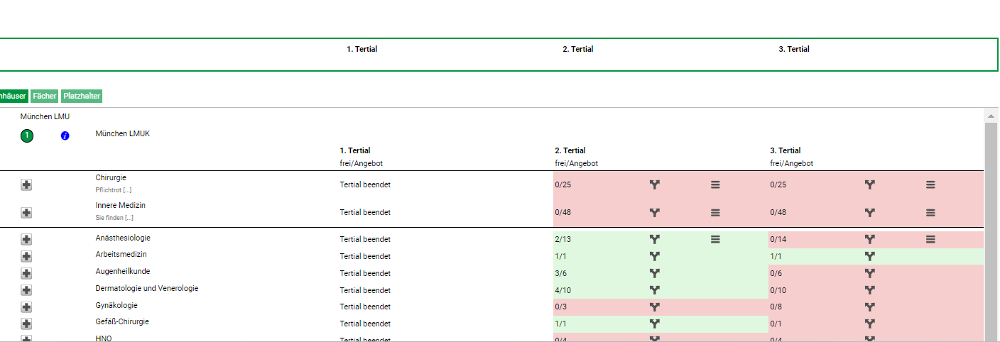 1. Tertial 2. Tertial 3. Tertial
nhäuser Fächer Platzhalter
München LMU
1 i München LMUK
1. Tertial 2. Tertial 3. Tertial
frei/Angebot frei/Angebot frei/Angebot
Chirurgie
Pflichtrot [...]
Tertial beendet 0/25 0/25
Innere Medizin
Sie finden [...]
Tertial beendet 0/48 0/48
Anästhesiologie Tertial beendet 2/13 0/14
Arbeitsmedizin Tertial beendet 1/1 1/1
Augenheilkunde Tertial beendet 3/6 0/6
Dermatologie und Venerologie Tertial beendet 4/10 0/10
Gynäkologie Tertial beendet 0/3 0/8
Gefäß-Chirurgie Tertial beendet 1/1 0/1
HNO Tertial beendet 0/4 0/4